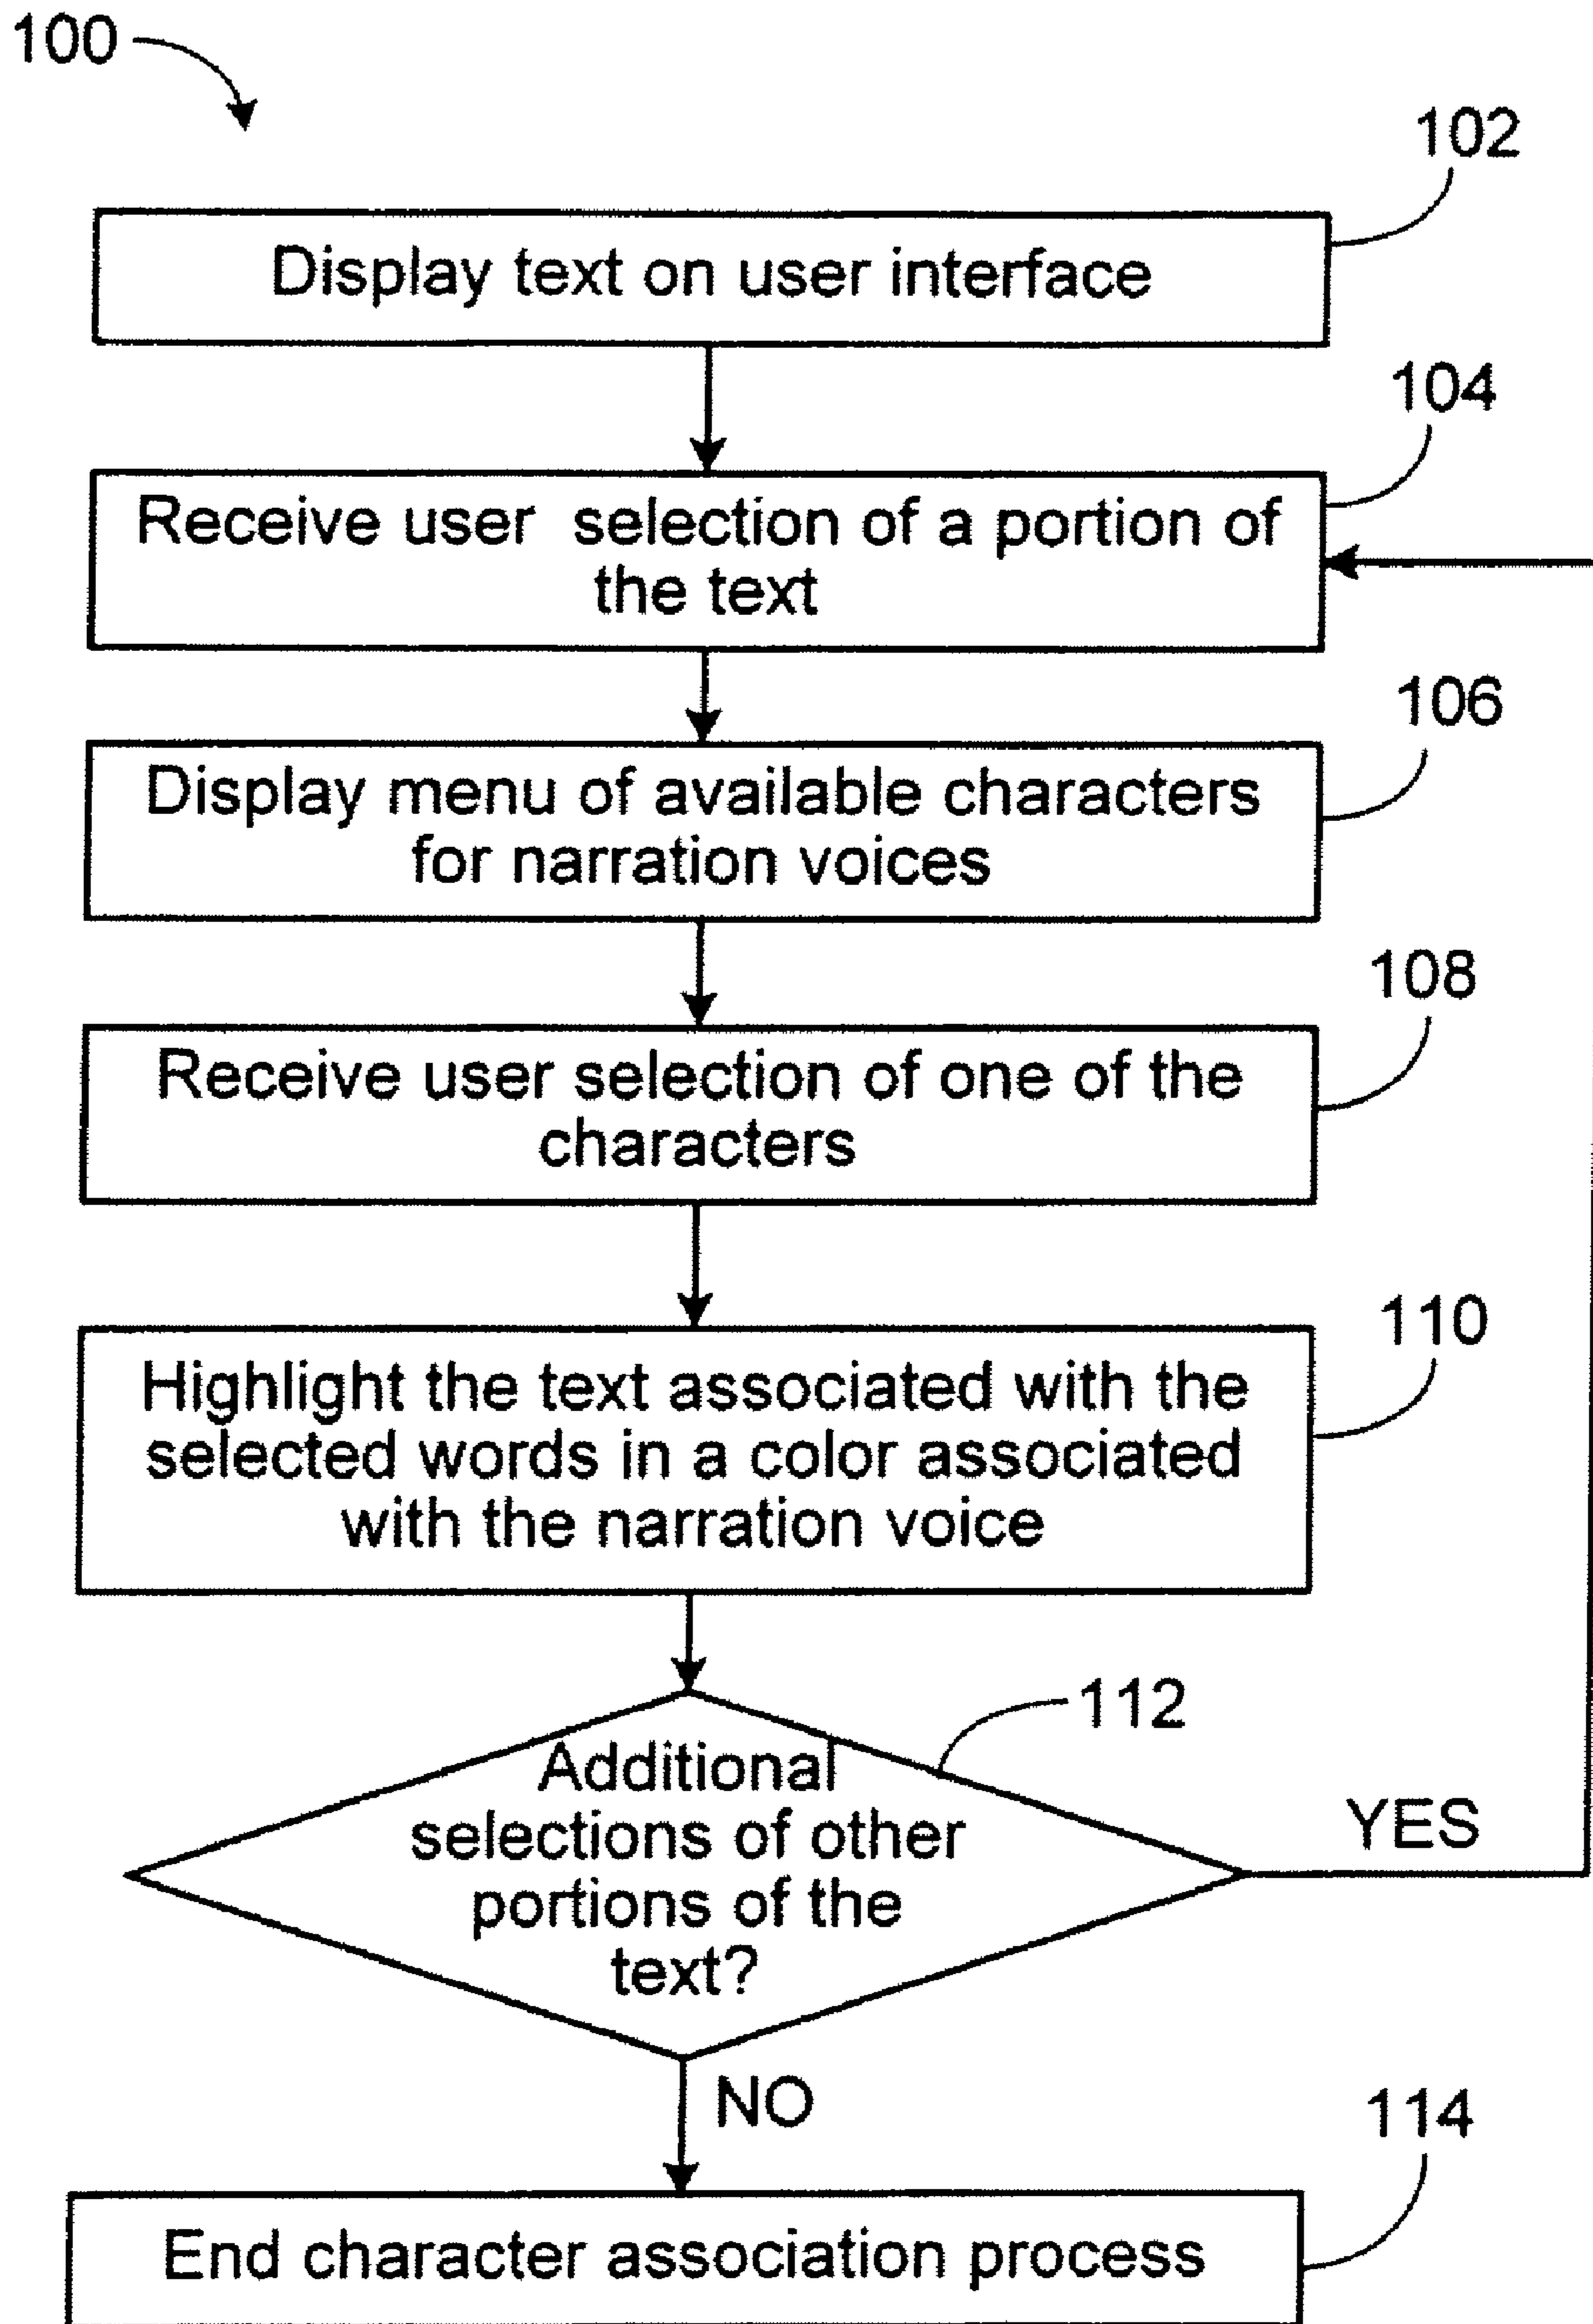 100
102
Display text on user interface
104
Receive user selection of a portion of
the text
106
Display menu of available characters
for narration voices
108
Receive user selection of one of the
characters
110
Highlight the text associated with the
selected words in a color associated
with the narration voice
112
Additional
selections of other
portions of the
text?
YES
NO
114
End character association process